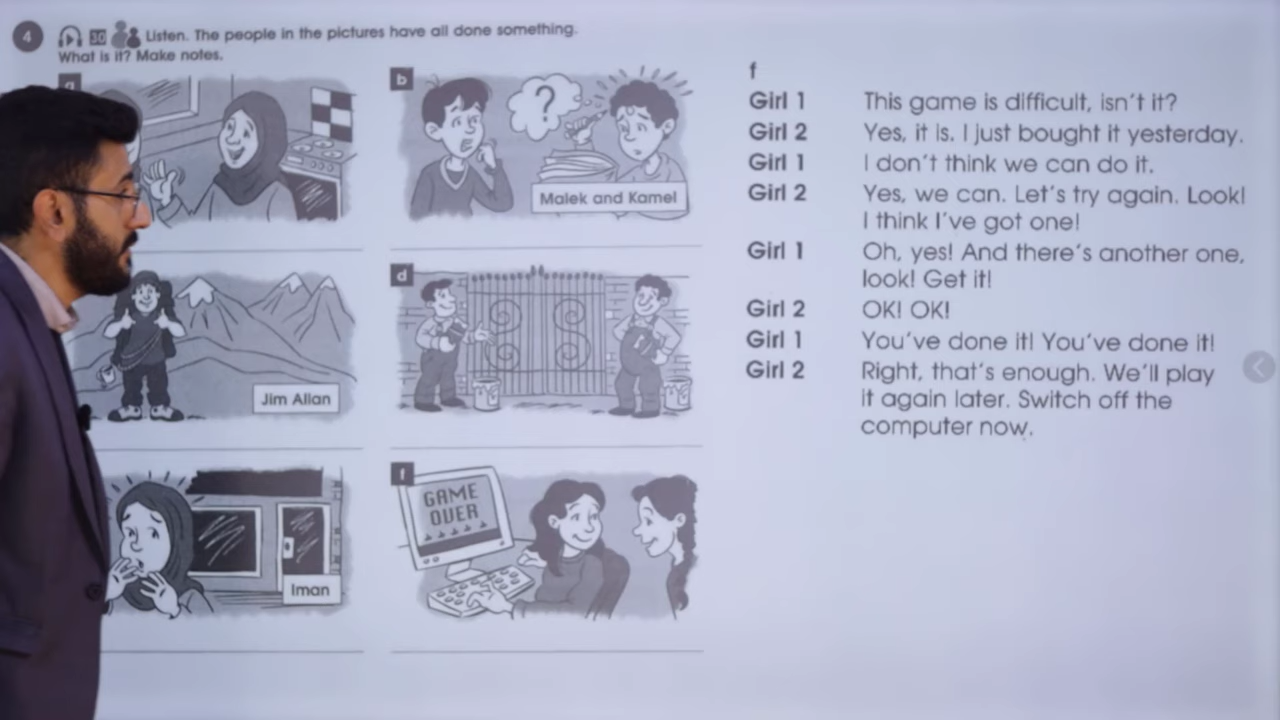 4 30 Listen. The people in the pictures have all done something.
What is it? Make notes.
b
?
Malek and Kamel
Jim Allan
d
Iman
f
GAME
OVER
f
Girl 1 This game is difficult, isn't it?
Girl 2 Yes, it is. I just bought it yesterday.
Girl 1 I don't think we can do it.
Girl 2 Yes, we can. Let's try again. Look!
I think I've got one!
Girl 1 Oh, yes! And there's another one,
look! Get it!
Girl 2 OK! OK!
Girl 1 You've done it! You've done it!
Girl 2 Right, that's enough. We'll play
it again later. Switch off the
computer now.